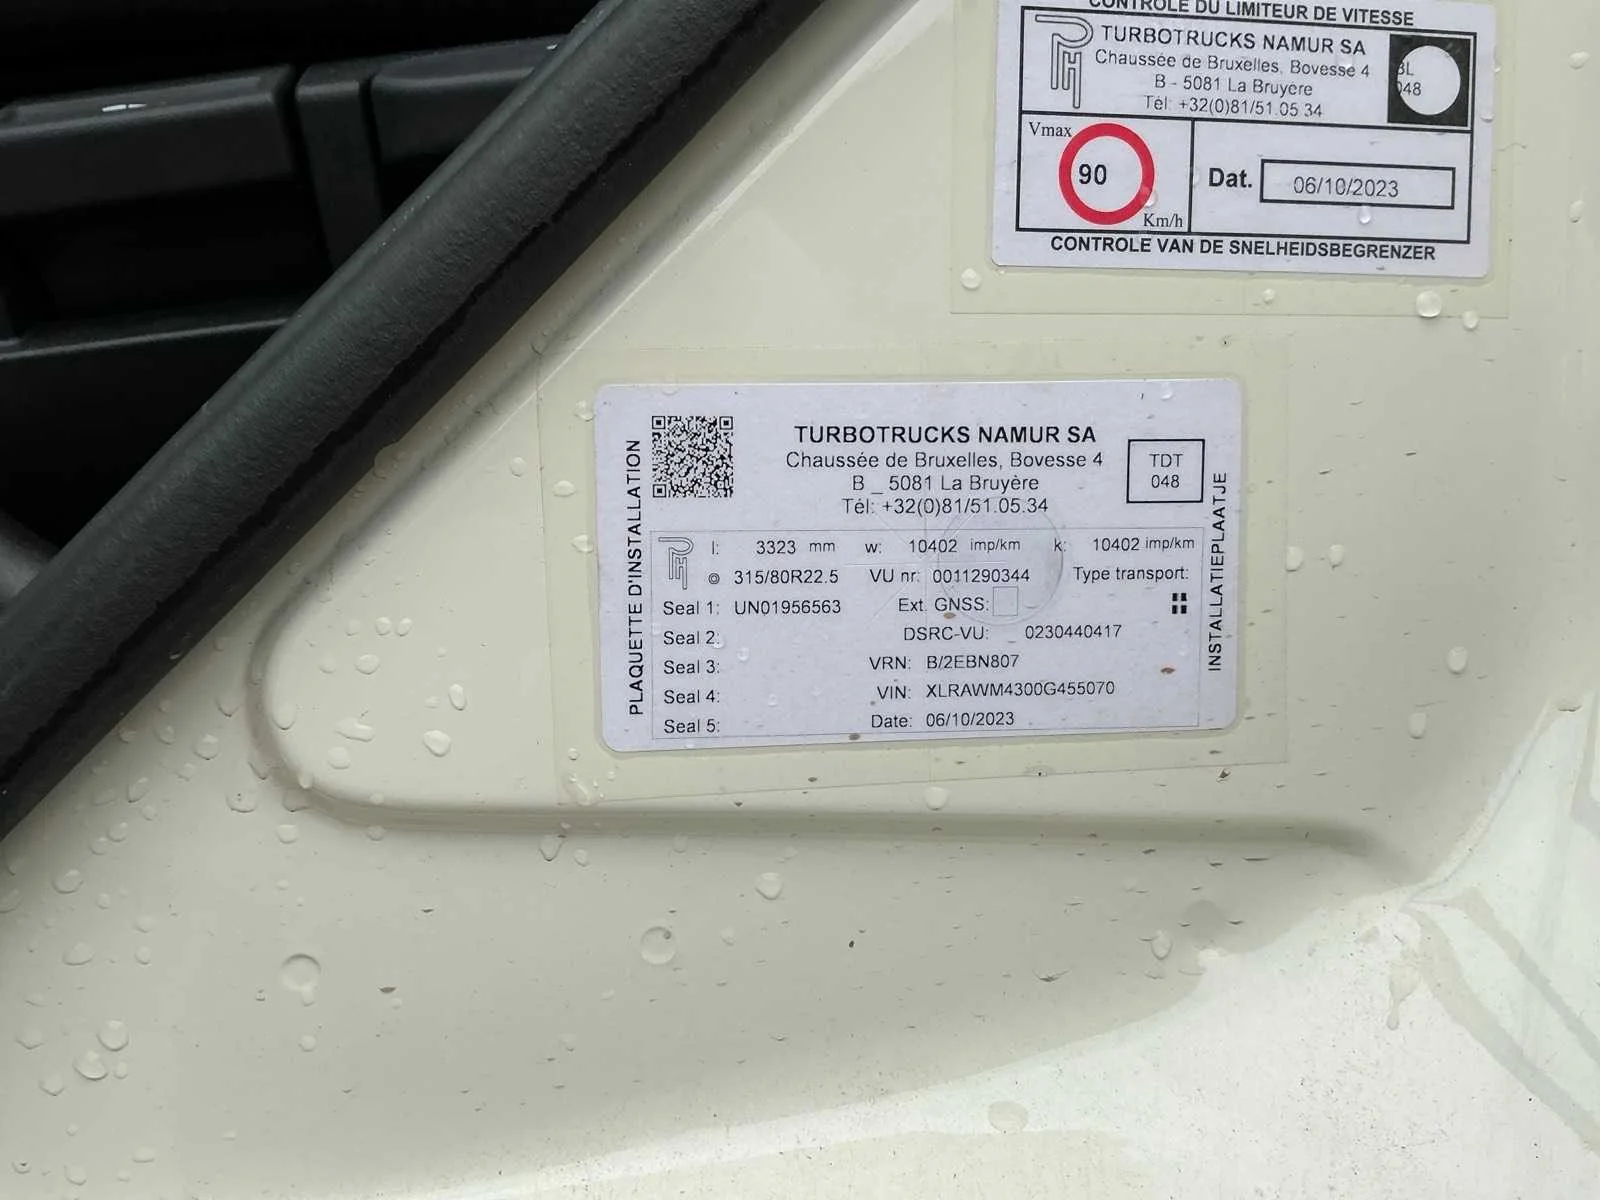 CONTROLE DU LIMITEUR DE VITESSE
TURBOTRUCKS NAMUR SA
Chaussée de Bruxelles, Bovesse 4
B - 5081 La Bruyère
Tél: +32(0)81/51.05.34
BL
048
Vmax
90
Km/h
Dat. 06/10/2023
CONTROLE VAN DE SNELHEIDSBEGRENZER
PLAQUETTE D'INSTALLATION
TURBOTRUCKS NAMUR SA
Chaussée de Bruxelles, Bovesse 4
B _ 5081 La Bruyère
Tél: +32(0)81/51.05.34
TDT
048
INSTALLATIEPLAATJE
l: 3323 mm w: 10402 imp/km k: 10402 imp/km
315/80R22.5 VU nr: 0011290344 Type transport:
Seal 1: UN01956563 Ext. GNSS:
Seal 2: DSRC-VU: 0230440417
Seal 3: VRN: B/2EBN807
Seal 4: VIN: XLRAWM4300G455070
Seal 5: Date: 06/10/2023